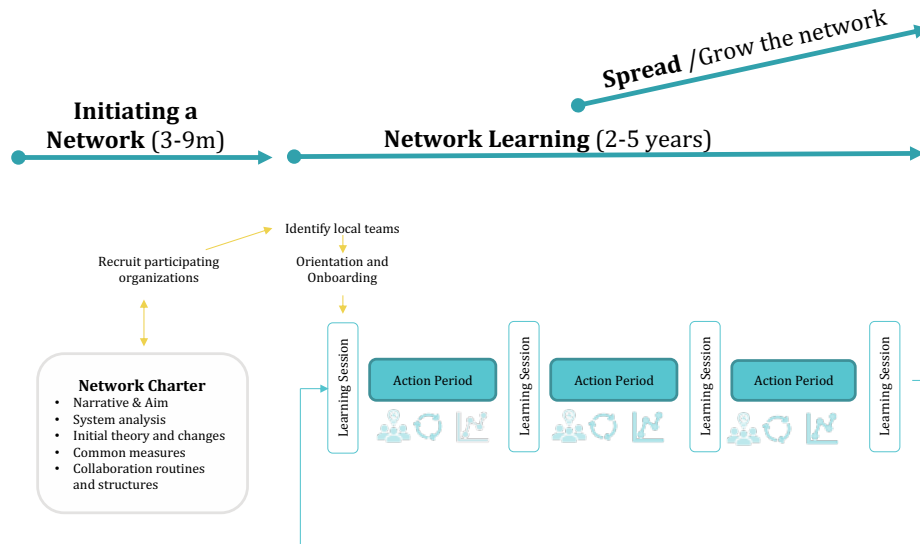 Spread /Grow the network
Initiating a
Network (3-9m)
Network Learning (2-5 years)
Identify local teams
Recruit participating
organizations
Orientation and
Onboarding
Network Charter
• Narrative & Aim
• System analysis
• Initial theory and changes
• Common measures
• Collaboration routines
and structures
Learning Session
Action Period
Learning Session
Action Period
Learning Session
Action Period
Learning Session